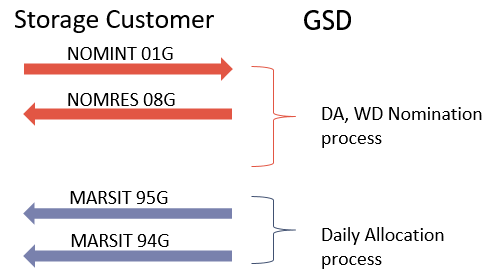 Storage Customer
GSD
NOMINT 01G
NOMRES 08G
DA, WD Nomination
process
MARSIT 95G
MARSIT 94G
Daily Allocation
process